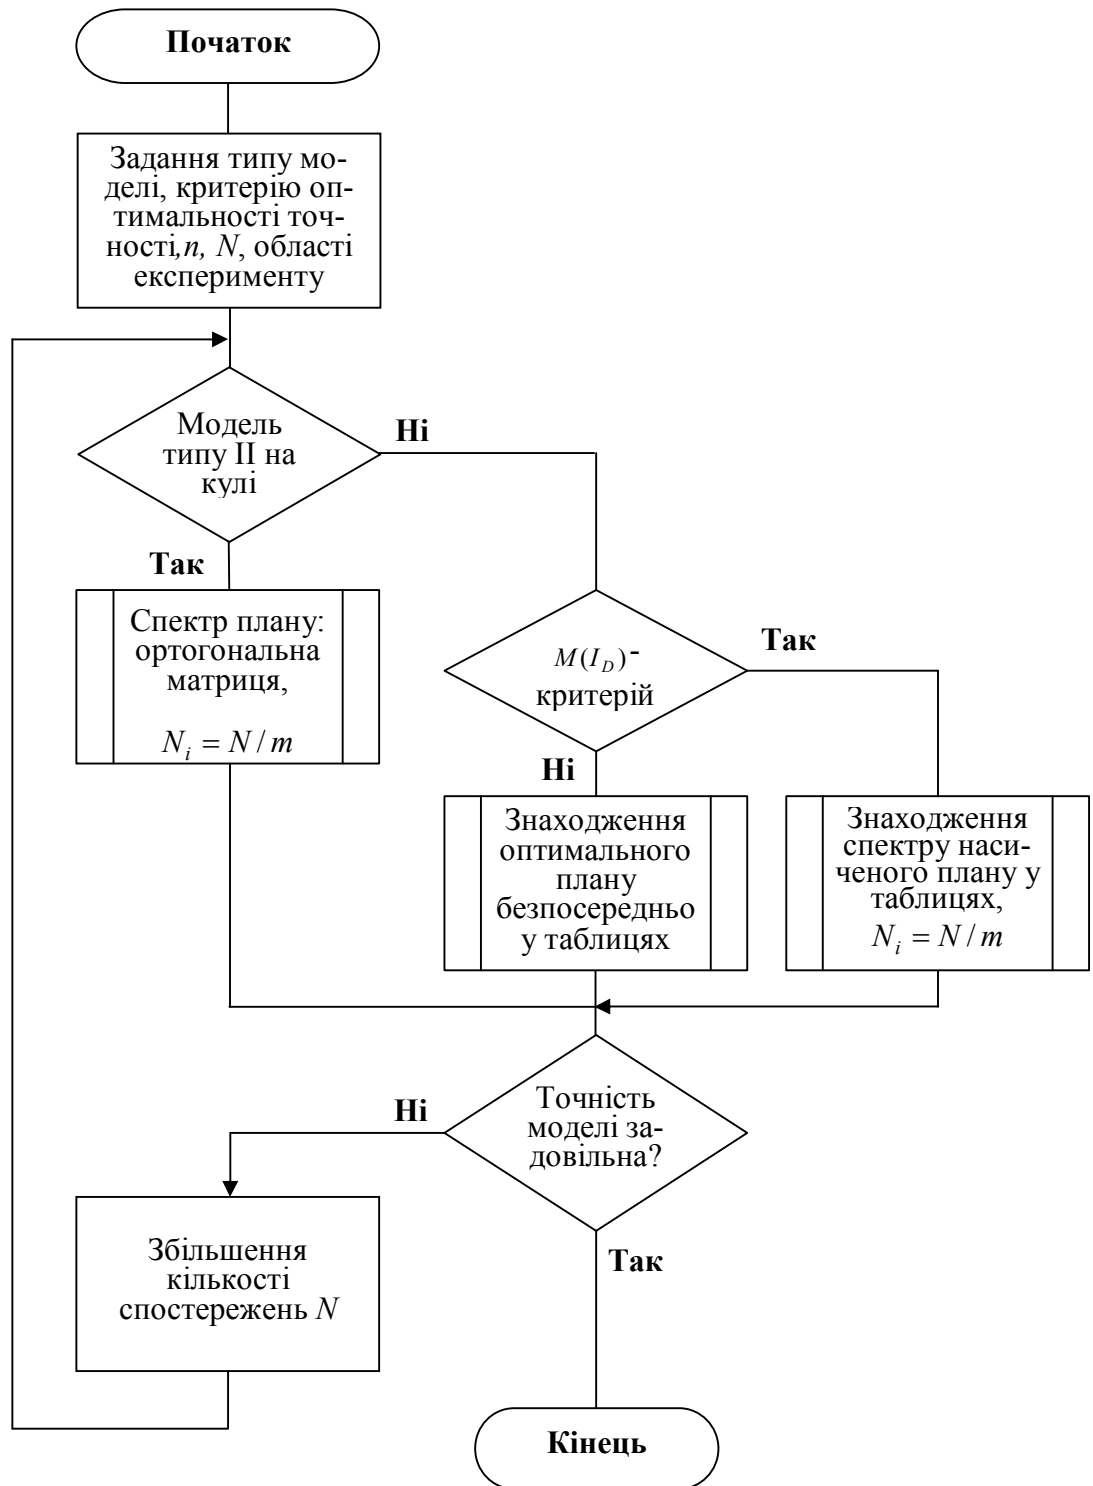 Початок
Задання типу мо-
делі, критерію оп-
тимальності точ-
ності,n, N, області
експерименту
Модель
типу II на
кулі
Ні
Так
Спектр плану:
ортогональна
матриця,
N_i = N / m
M(I_D)-
критерій
Так
Ні
Знаходження
оптимального
плану
безпосередньо
у таблицях
Знаходження
спектру наси-
ченого плану у
таблицях,
N_i = N / m
Точність
моделі за-
довільна?
Ні
Збільшення
кількості
спостережень N
Так
Кінець